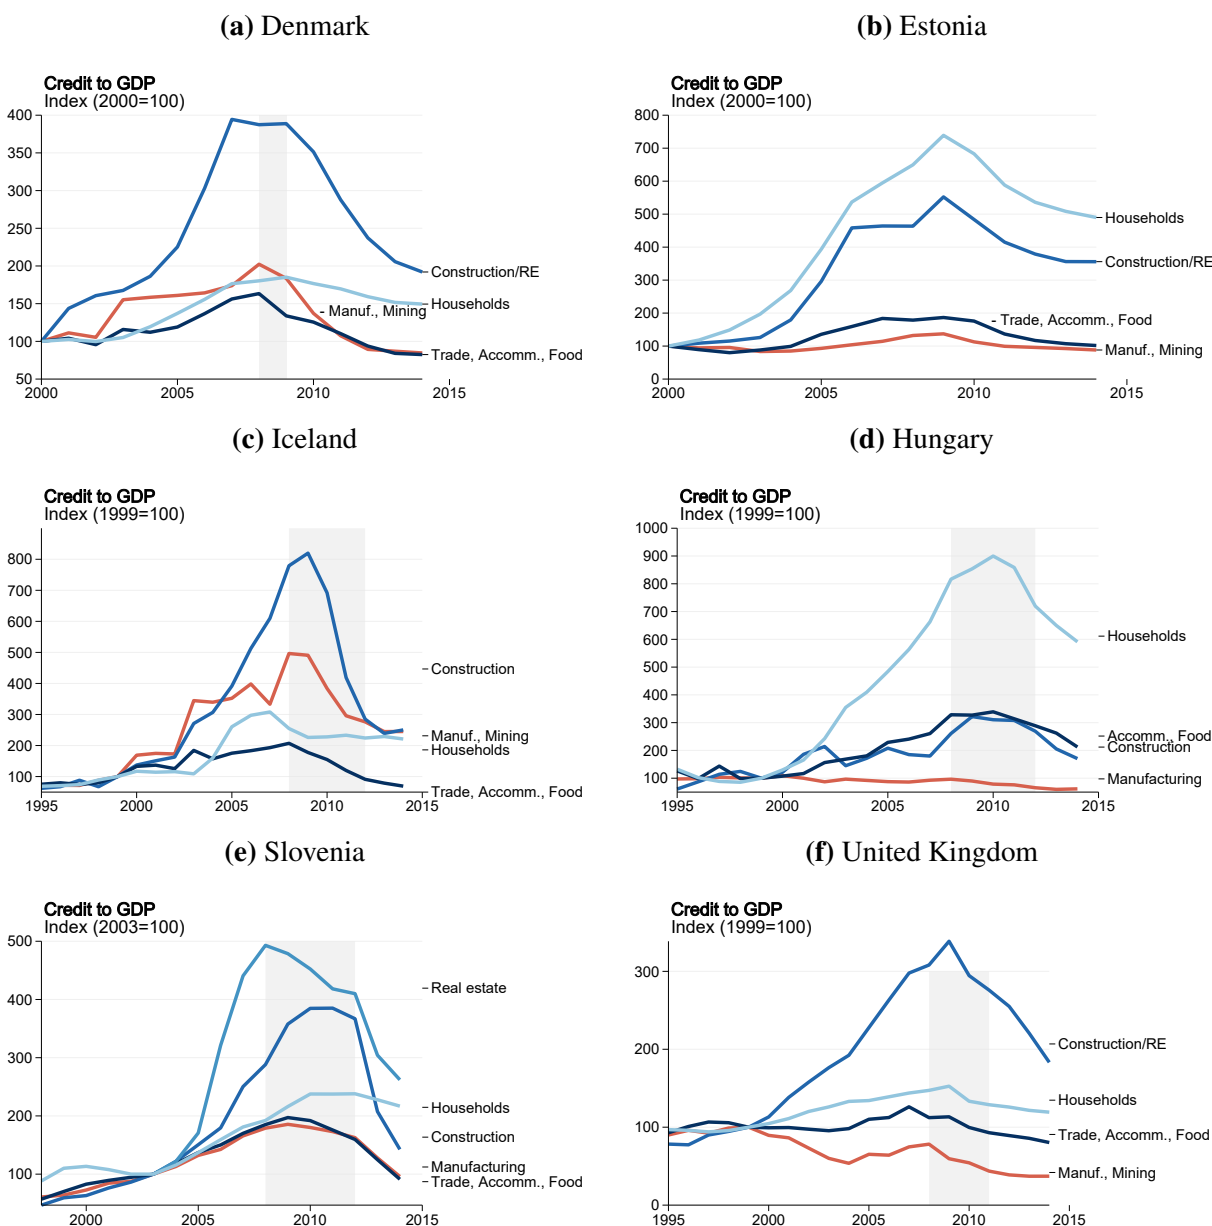 (a) Denmark
Credit to GDP
Index (2000=100)
400
350
300
250
200
150
100
50
2000
2005
2010
2015
Construction/RE
Households
Manuf., Mining
Trade, Accomm., Food
(b) Estonia
Credit to GDP
Index (2000=100)
800
700
600
500
400
300
200
100
0
2000
2005
2010
2015
Households
Construction/RE
Trade, Accomm., Food
Manuf., Mining
(c) Iceland
Credit to GDP
Index (1999=100)
800
700
600
500
400
300
200
100
1995
2000
2005
2010
2015
Construction
Manuf., Mining
Households
Trade, Accomm., Food
(d) Hungary
Credit to GDP
Index (1999=100)
1000
900
800
700
600
500
400
300
200
100
1995
2000
2005
2010
2015
Households
Accomm., Food
Construction
Manufacturing
(e) Slovenia
Credit to GDP
Index (2003=100)
500
400
300
200
100
2000
2005
2010
2015
Real estate
Households
Construction
Manufacturing
Trade, Accomm., Food
(f) United Kingdom
Credit to GDP
Index (1999=100)
300
200
100
0
1995
2000
2005
2010
2015
Construction/RE
Households
Trade, Accomm., Food
Manuf., Mining